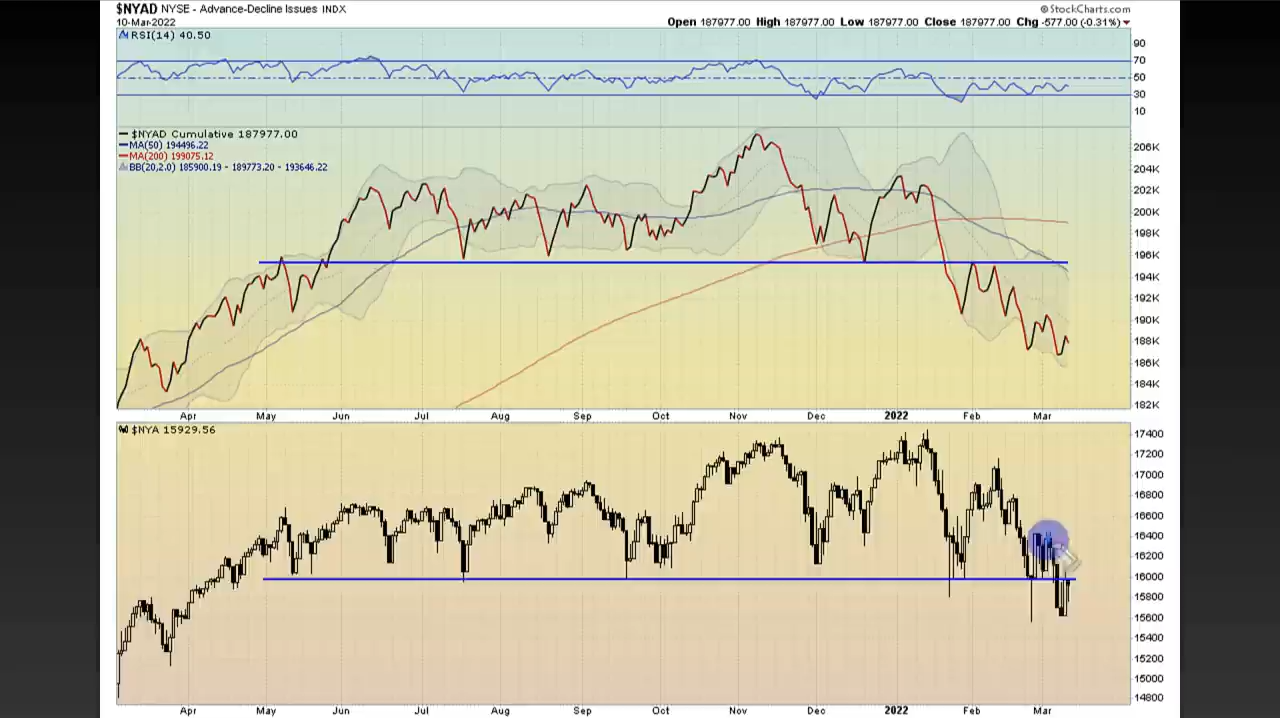 $NYAD NYSE - Advance-Decline Issues INDX © StockCharts.com
10-Mar-2022 Open 187977.00 High 187977.00 Low 187977.00 Close 187977.00 Chg -577.00 (-0.31%)
RSI(14) 40.50
90
70
50
30
10
$NYAD Cumulative 187977.00
MA(50) 194496.22
MA(200) 199075.12
BB(20,2.0) 185900.19 - 189773.20 - 193646.22
206K
204K
202K
200K
198K
196K
194K
192K
190K
188K
186K
184K
182K
Apr May Jun Jul Aug Sep Oct Nov Dec 2022 Feb Mar
$NYA 15929.56
17400
17200
17000
16800
16600
16400
16200
16000
15800
15600
15400
15200
15000
14800
Apr May Jun Jul Aug Sep Oct Nov Dec 2022 Feb Mar